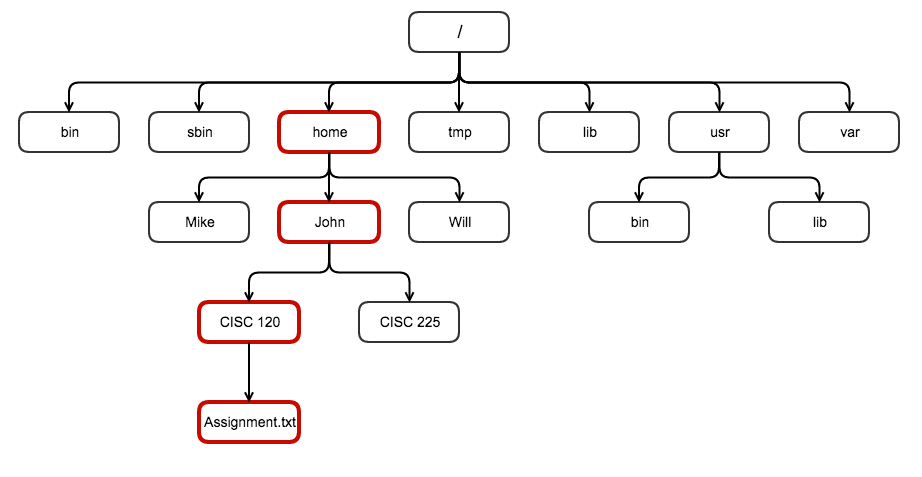 /
bin
sbin
home
tmp
lib
usr
var
Mike
John
Will
bin
lib
CISC 120
CISC 225
Assignment.txt